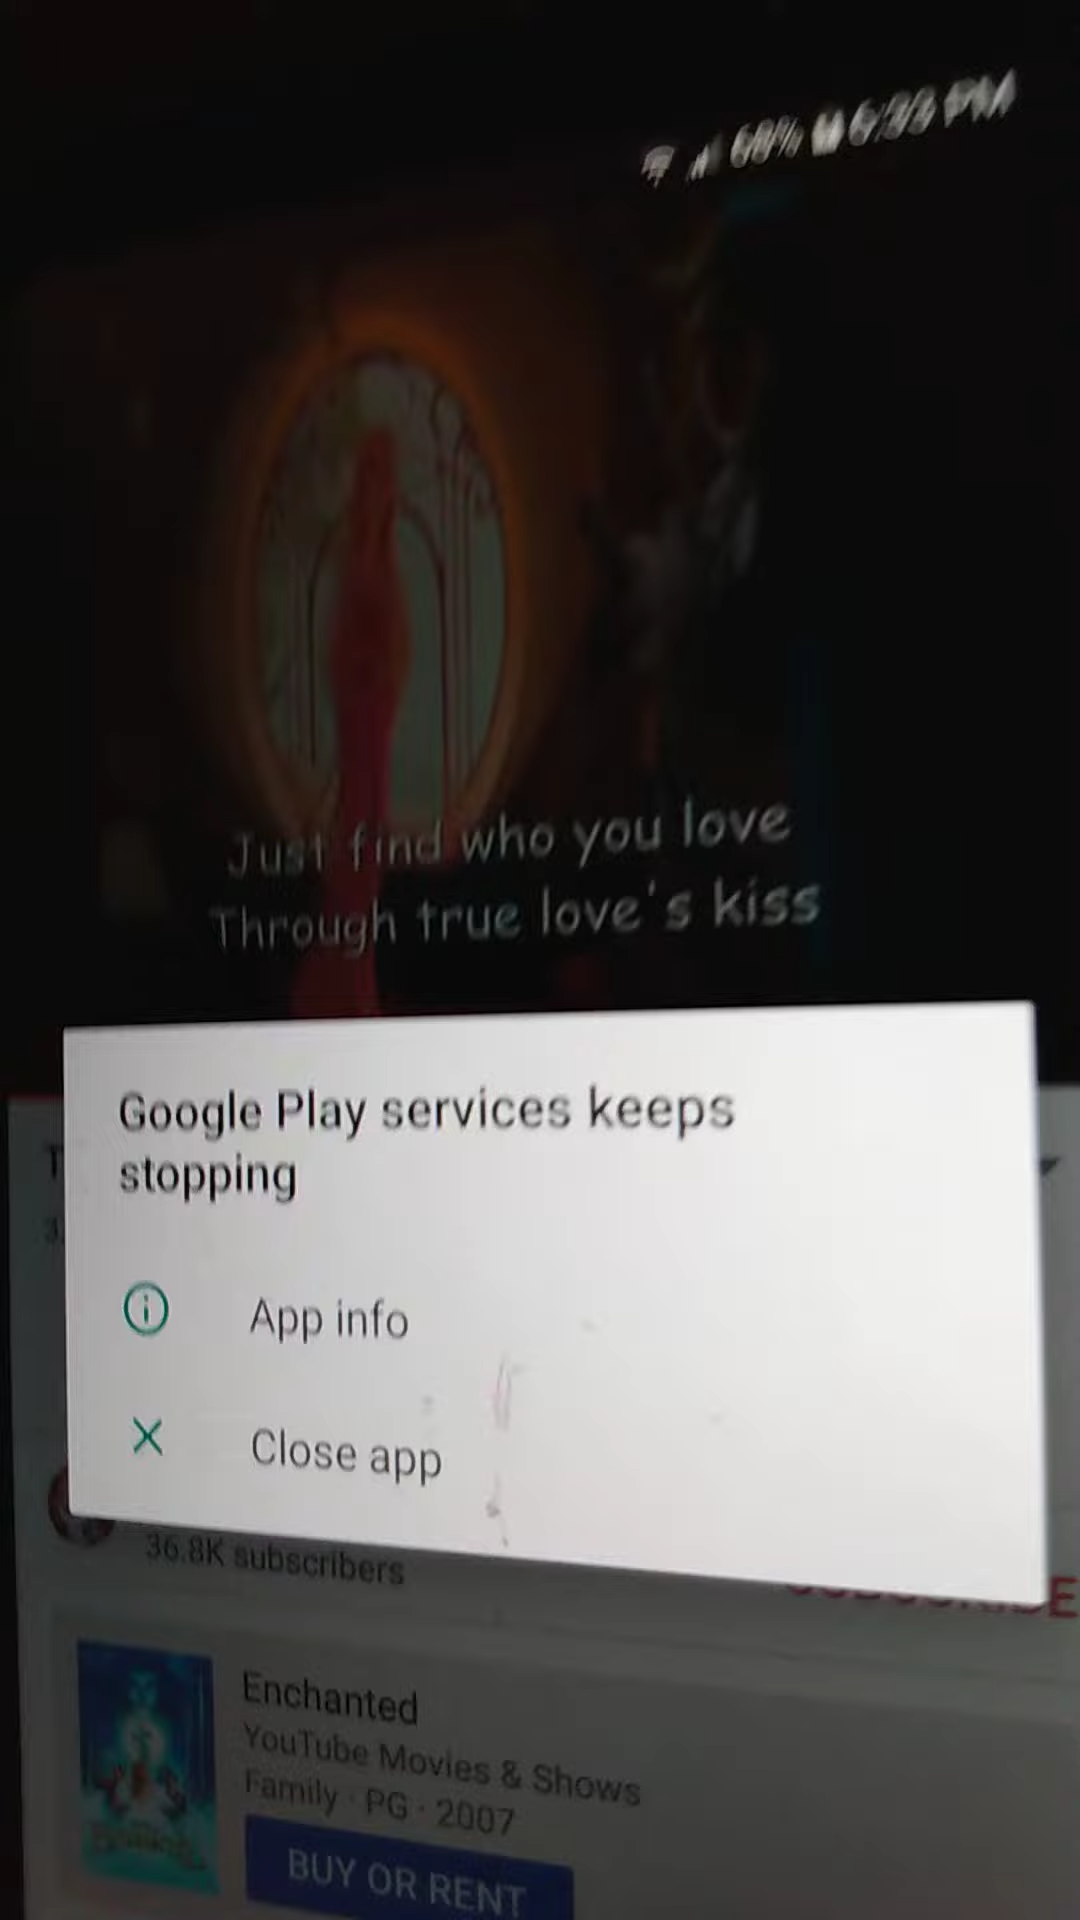 PM
Just find who you love
Through true love's kiss
Google Play services keeps
stopping
App info
Close app
36.8K subscribers
Enchanted
YouTube Movies & Shows
Family · PG · 2007
BUY OR RENT